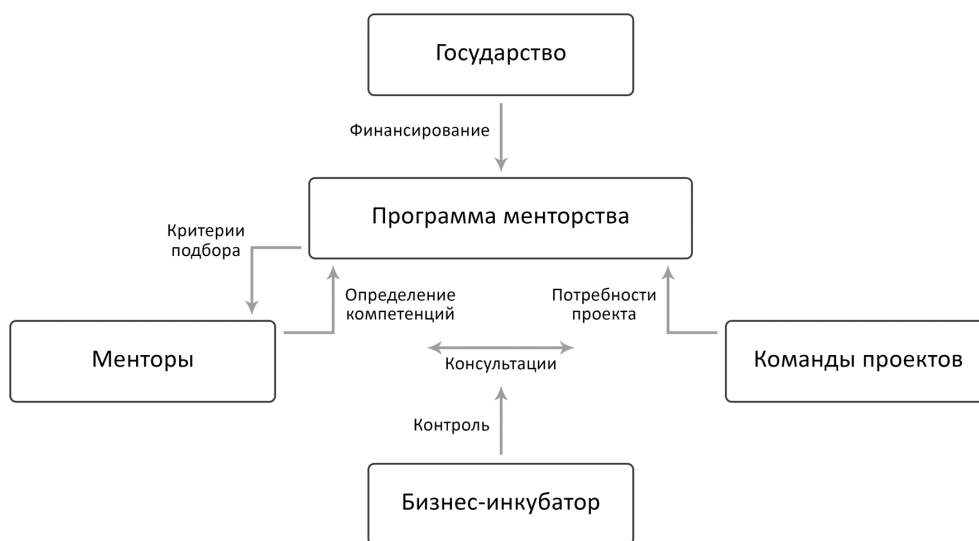 Государство
Финансирование
Программа менторства
Критерии
подбора
Определение
компетенций
Потребности
проекта
Менторы
Консультации
Команды проектов
Контроль
Бизнес-инкубатор